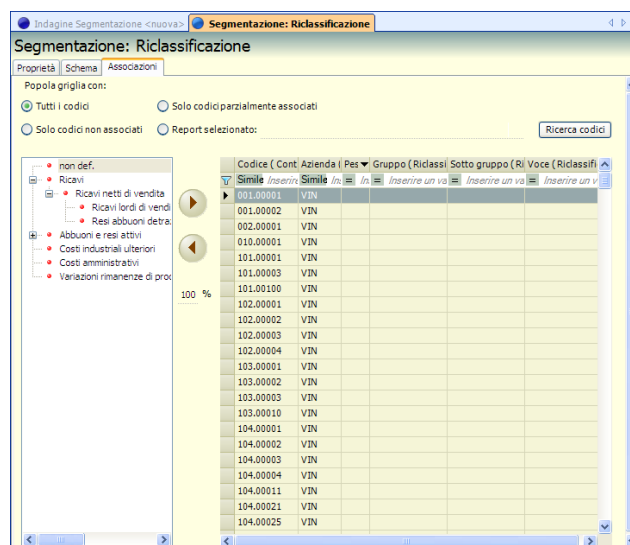 Indagine Segmentazione <nuova> Segmentazione: Riclassificazione
Segmentazione: Riclassificazione
Proprietà Schema Associazioni
Popola griglia con:
Tutti i codici Solo codici parzialmente associati
Solo codici non associati Report selezionato: Ricerca codici
non def.
Ricavi
Ricavi netti di vendita
Ricavi lordi di vendi
Resi abbuoni detra
Abbuoni e resi attivi
Costi industriali ulteriori
Costi amministrativi
Variazioni rimanenze di proc
100 %
Codice ( Cont Azienda ( Pes Gruppo ( Riclassi Sotto gruppo ( Ri Voce ( Riclassifi
Simile Inserire Simile In: = In. = Inserire un va = Inserire un va = Inserire un v
001.00001 VIN
001.00002 VIN
002.00001 VIN
010.00001 VIN
101.00001 VIN
101.00003 VIN
101.00100 VIN
102.00001 VIN
102.00002 VIN
102.00003 VIN
102.00004 VIN
103.00001 VIN
103.00002 VIN
103.00003 VIN
103.00010 VIN
104.00001 VIN
104.00002 VIN
104.00003 VIN
104.00004 VIN
104.00011 VIN
104.00021 VIN
104.00025 VIN